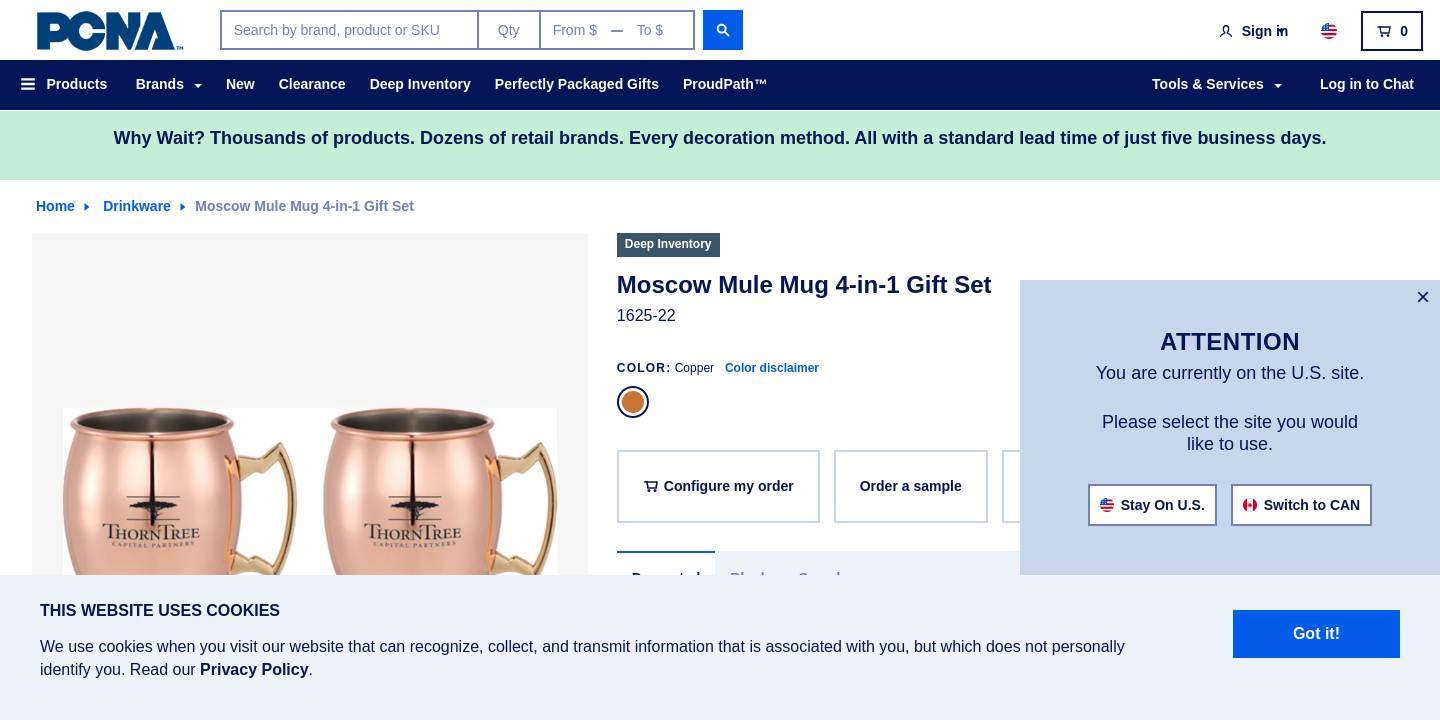 PCNA™
Search by brand, product or SKU
Qty
From $ — To $
Sign in
0
Products
Brands
New
Clearance
Deep Inventory
Perfectly Packaged Gifts
ProudPath™
Tools & Services
Log in to Chat
Why Wait? Thousands of products. Dozens of retail brands. Every decoration method. All with a standard lead time of just five business days.
Home
Drinkware
Moscow Mule Mug 4-in-1 Gift Set
Deep Inventory
Moscow Mule Mug 4-in-1 Gift Set
1625-22
COLOR: Copper Color disclaimer
Configure my order
Order a sample
THORNTREE
CAPITAL PARTNERS
THORNTREE
CAPITAL PARTNERS
×
ATTENTION
You are currently on the U.S. site.
Please select the site you would
like to use.
Stay On U.S.
Switch to CAN
THIS WEBSITE USES COOKIES
We use cookies when you visit our website that can recognize, collect, and transmit information that is associated with you, but which does not personally
identify you. Read our Privacy Policy.
Got it!